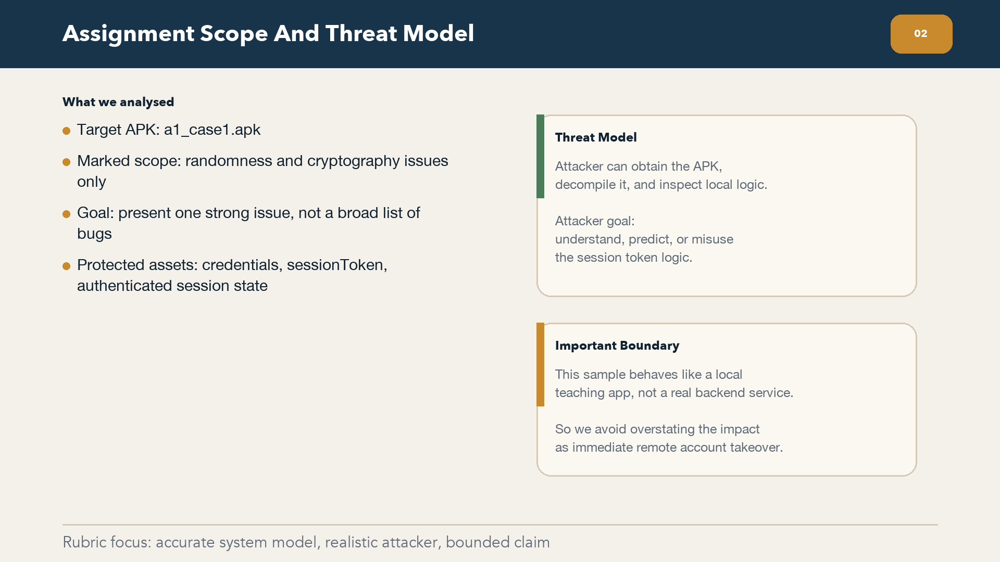 Assignment Scope And Threat Model
02
What we analysed
Target APK: a1_case1.apk
Marked scope: randomness and cryptography issues
only
Goal: present one strong issue, not a broad list of
bugs
Protected assets: credentials, sessionToken,
authenticated session state
Threat Model
Attacker can obtain the APK,
decompile it, and inspect local logic.
Attacker goal:
understand, predict, or misuse
the session token logic.
Important Boundary
This sample behaves like a local
teaching app, not a real backend service.
So we avoid overstating the impact
as immediate remote account takeover.
Rubric focus: accurate system model, realistic attacker, bounded claim